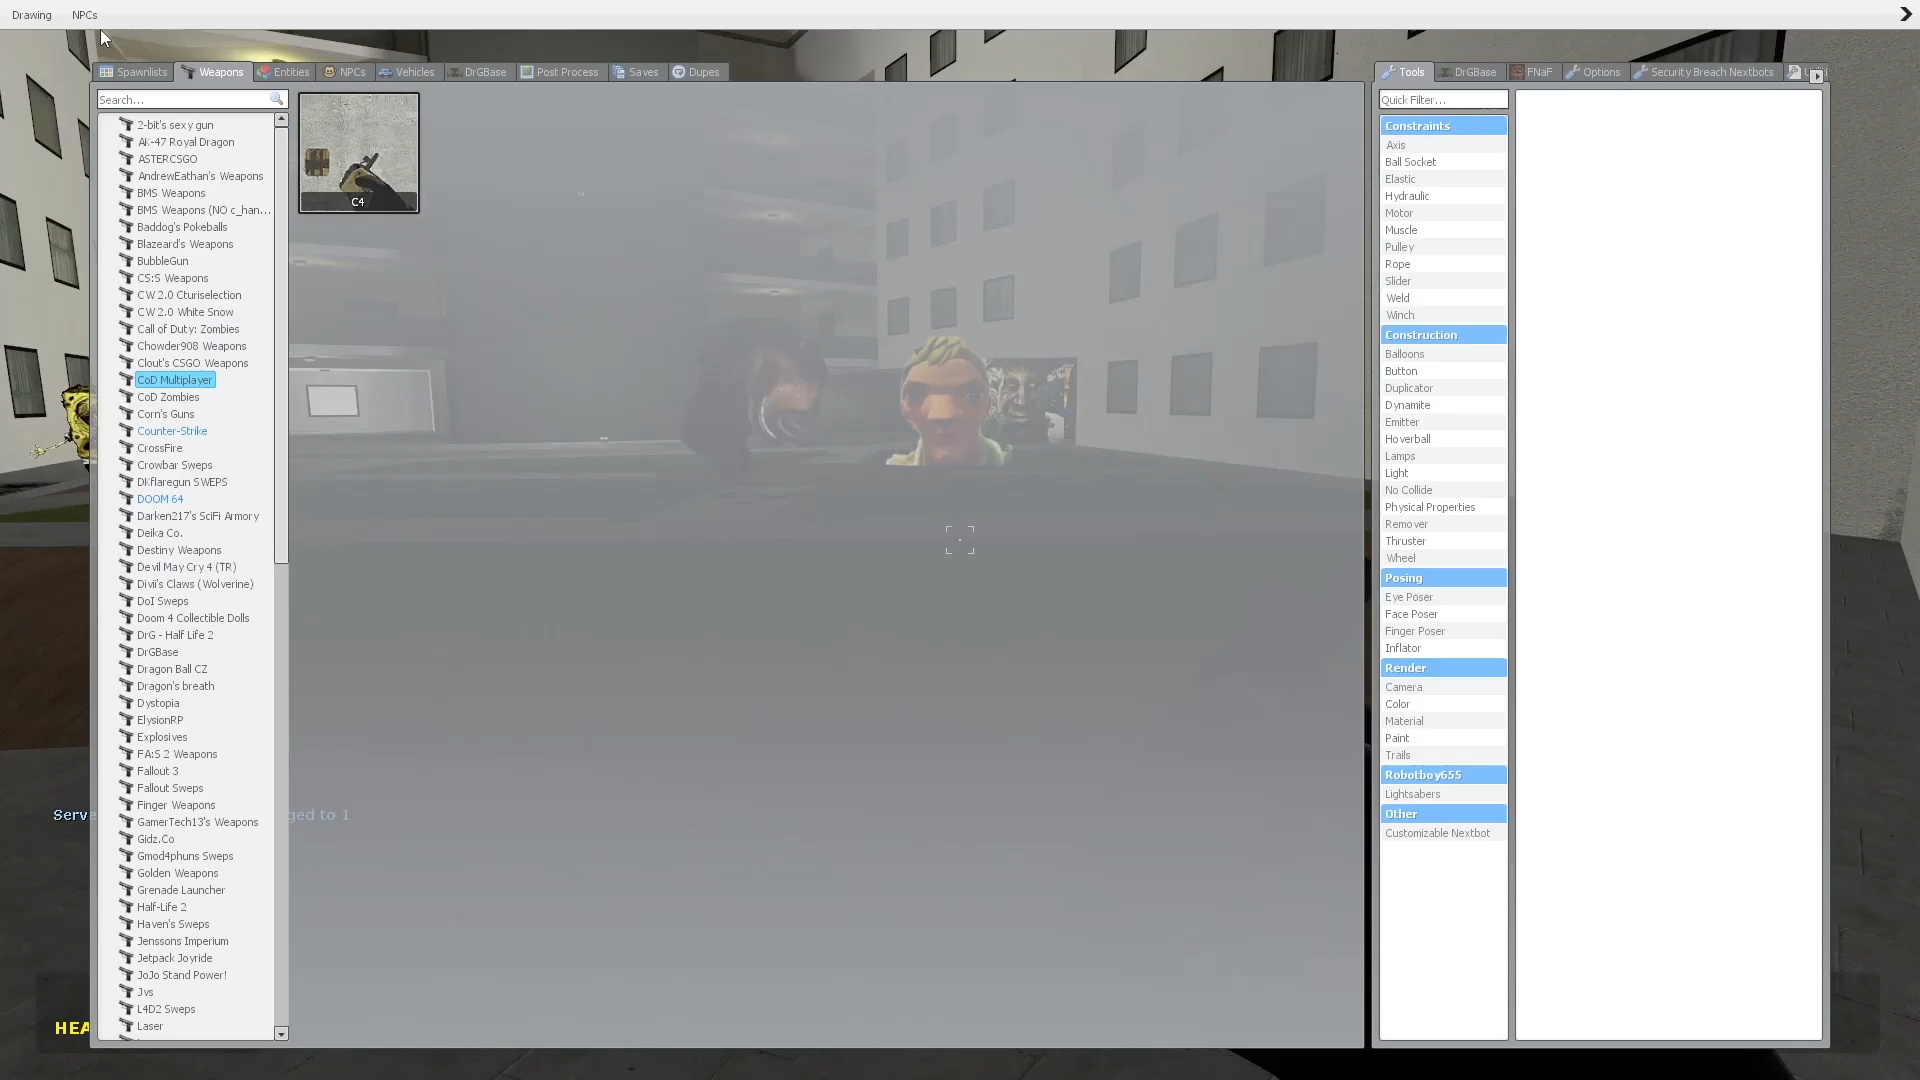 Drawing NPCs
Spawnlists Weapons Entities NPCs Vehicles DrGBase Post Process Saves Dupes
Search...
2-bit's sexy gun
AK-47 Royal Dragon
ASTERCSGO
AndrewEathan's Weapons
BMS Weapons
BMS Weapons (NO c_han...
Baddog's Pokeballs
Blazeard's Weapons
BubbleGun
CS:S Weapons
CW 2.0 Cturiselection
CW 2.0 White Snow
Call of Duty: Zombies
Chowder908 Weapons
Clout's CSGO Weapons
CoD Multiplayer
CoD Zombies
Corn's Guns
Counter-Strike
CrossFire
Crowbar Sweps
DKflaregun SWEPS
DOOM 64
Darken217's SciFi Armory
Deika Co.
Destiny Weapons
Devil May Cry 4 (TR)
Divii's Claws (Wolverine)
DoI Sweps
Doom 4 Collectible Dolls
DrG - Half Life 2
DrGBase
Dragon Ball CZ
Dragon's breath
Dystopia
ElysionRP
Explosives
FA:S 2 Weapons
Fallout 3
Fallout Sweps
Finger Weapons
GamerTech13's Weapons
Gidz.Co
Gmod4phuns Sweps
Golden Weapons
Grenade Launcher
Half-Life 2
Haven's Sweps
Jenssons Imperium
Jetpack Joyride
JoJo Stand Power!
Jvs
L4D2 Sweps
Laser
C4
Serve
ged to 1
HEA
Tools DrGBase FNaF Options Security Breach Nextbots
Quick Filter...
Constraints
Axis
Ball Socket
Elastic
Hydraulic
Motor
Muscle
Pulley
Rope
Slider
Weld
Winch
Construction
Balloons
Button
Duplicator
Dynamite
Emitter
Hoverball
Lamps
Light
No Collide
Physical Properties
Remover
Thruster
Wheel
Posing
Eye Poser
Face Poser
Finger Poser
Inflator
Render
Camera
Color
Material
Paint
Trails
Robotboy655
Lightsabers
Other
Customizable Nextbot